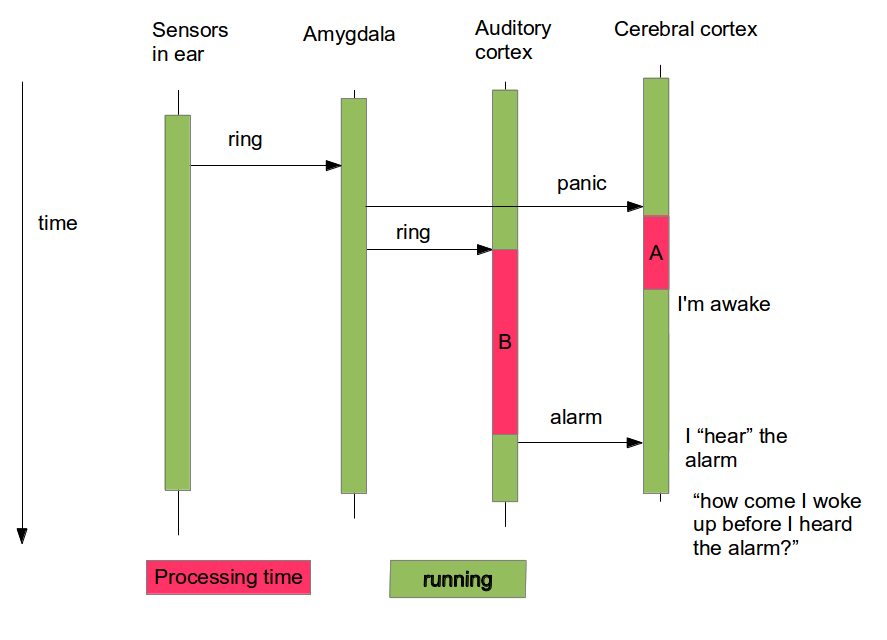 Sensors
in ear
Amygdala
Auditory
cortex
Cerebral cortex
ring
panic
time
ring
A
I'm awake
B
alarm
I “hear” the
alarm
“how come I woke
up before I heard
the alarm?”
Processing time
running